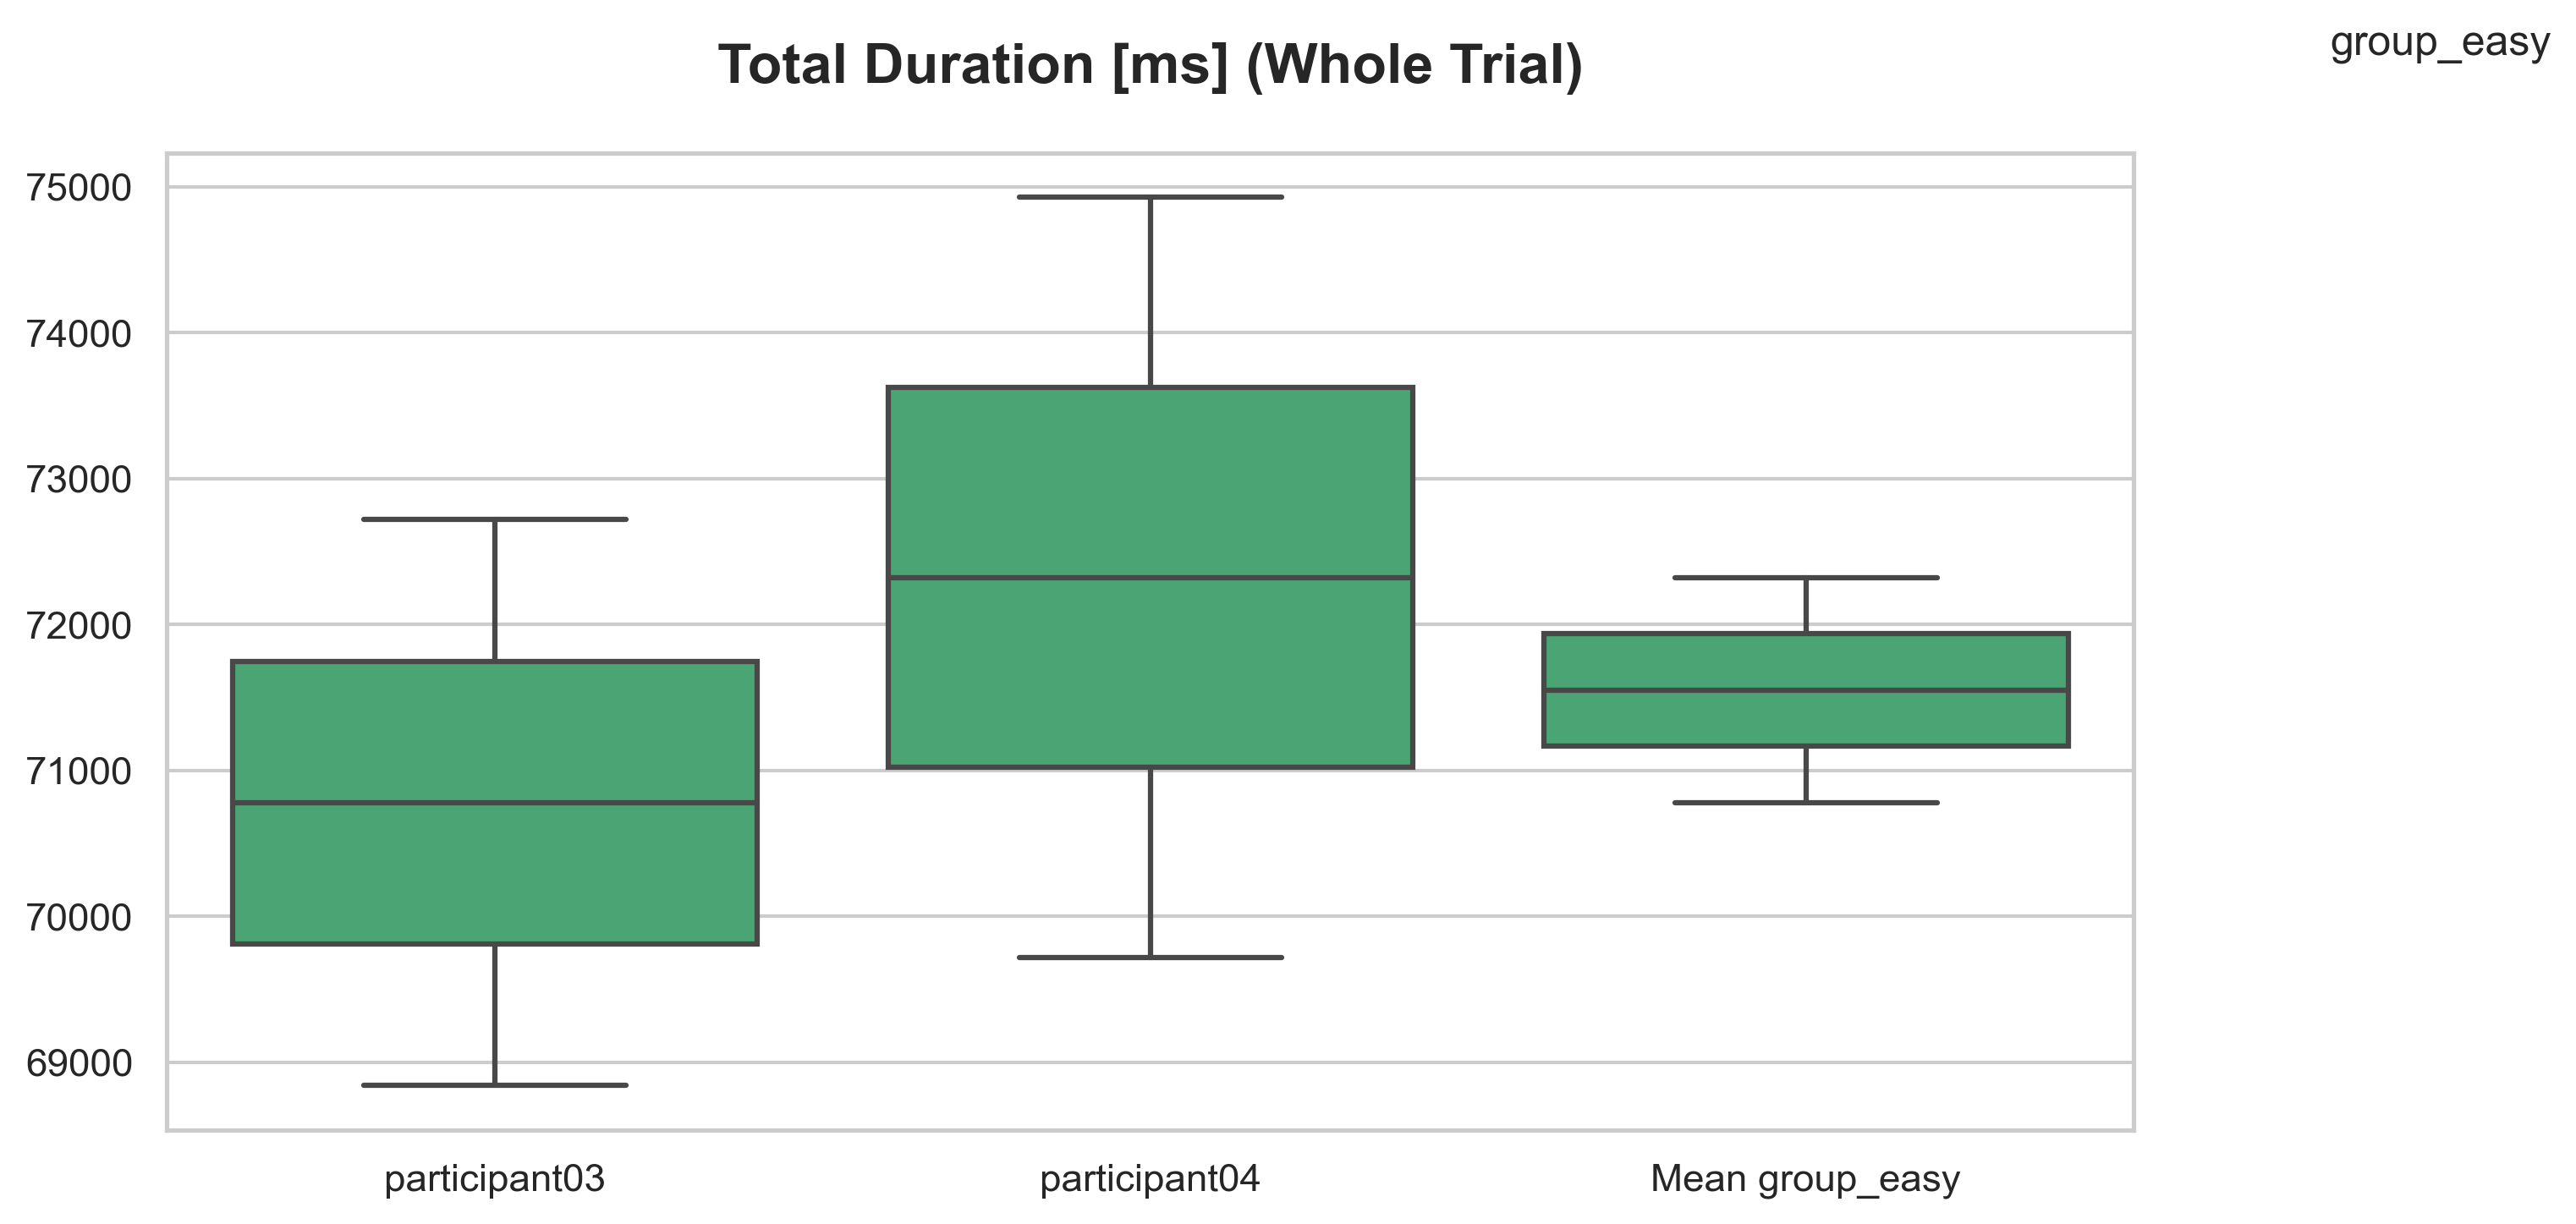 group_easy
Total Duration [ms] (Whole Trial)
75000
74000
73000
72000
71000
70000
69000
participant03
participant04
Mean group_easy